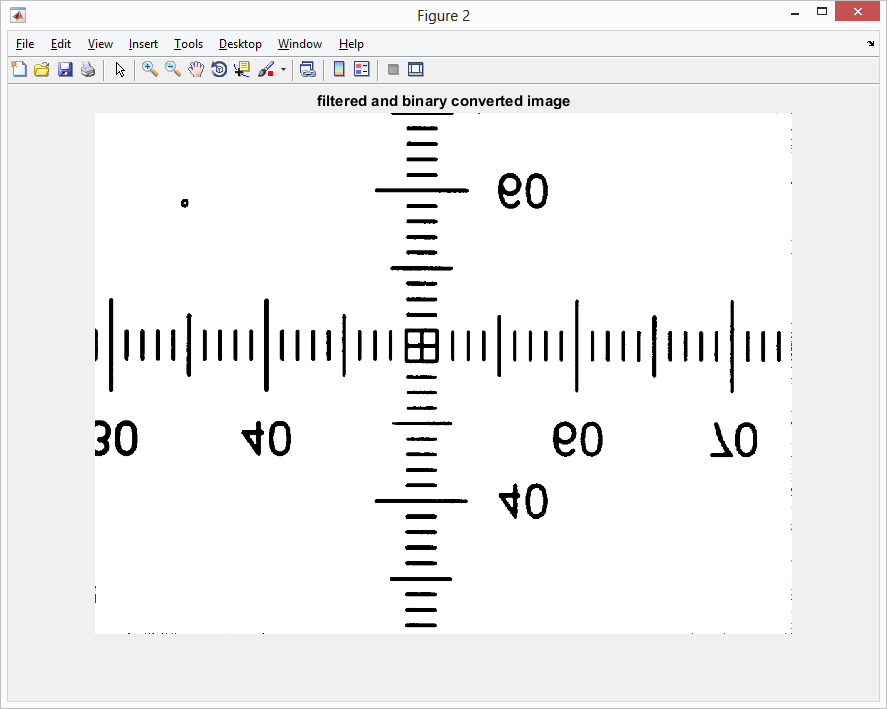 Figure 2
File Edit View Insert Tools Desktop Window Help
filtered and binary converted image
60
30 40 60 70
40